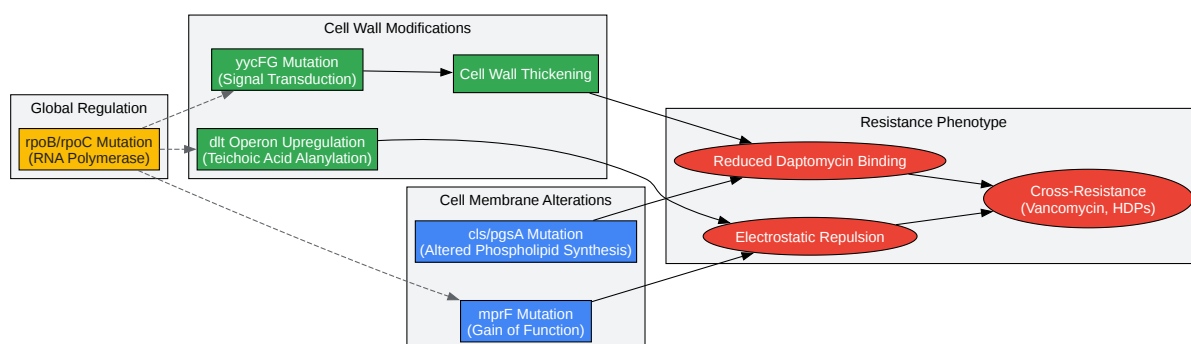 Cell Wall Modifications
yycFG Mutation
(Signal Transduction)
Cell Wall Thickening
Global Regulation
rpoB/rpoC Mutation
(RNA Polymerase)
dlt Operon Upregulation
(Teichoic Acid Alanylation)
Cell Membrane Alterations
cls/pgsA Mutation
(Altered Phospholipid Synthesis)
mprF Mutation
(Gain of Function)
Resistance Phenotype
Reduced Daptomycin Binding
Electrostatic Repulsion
Cross-Resistance
(Vancomycin, HDPs)